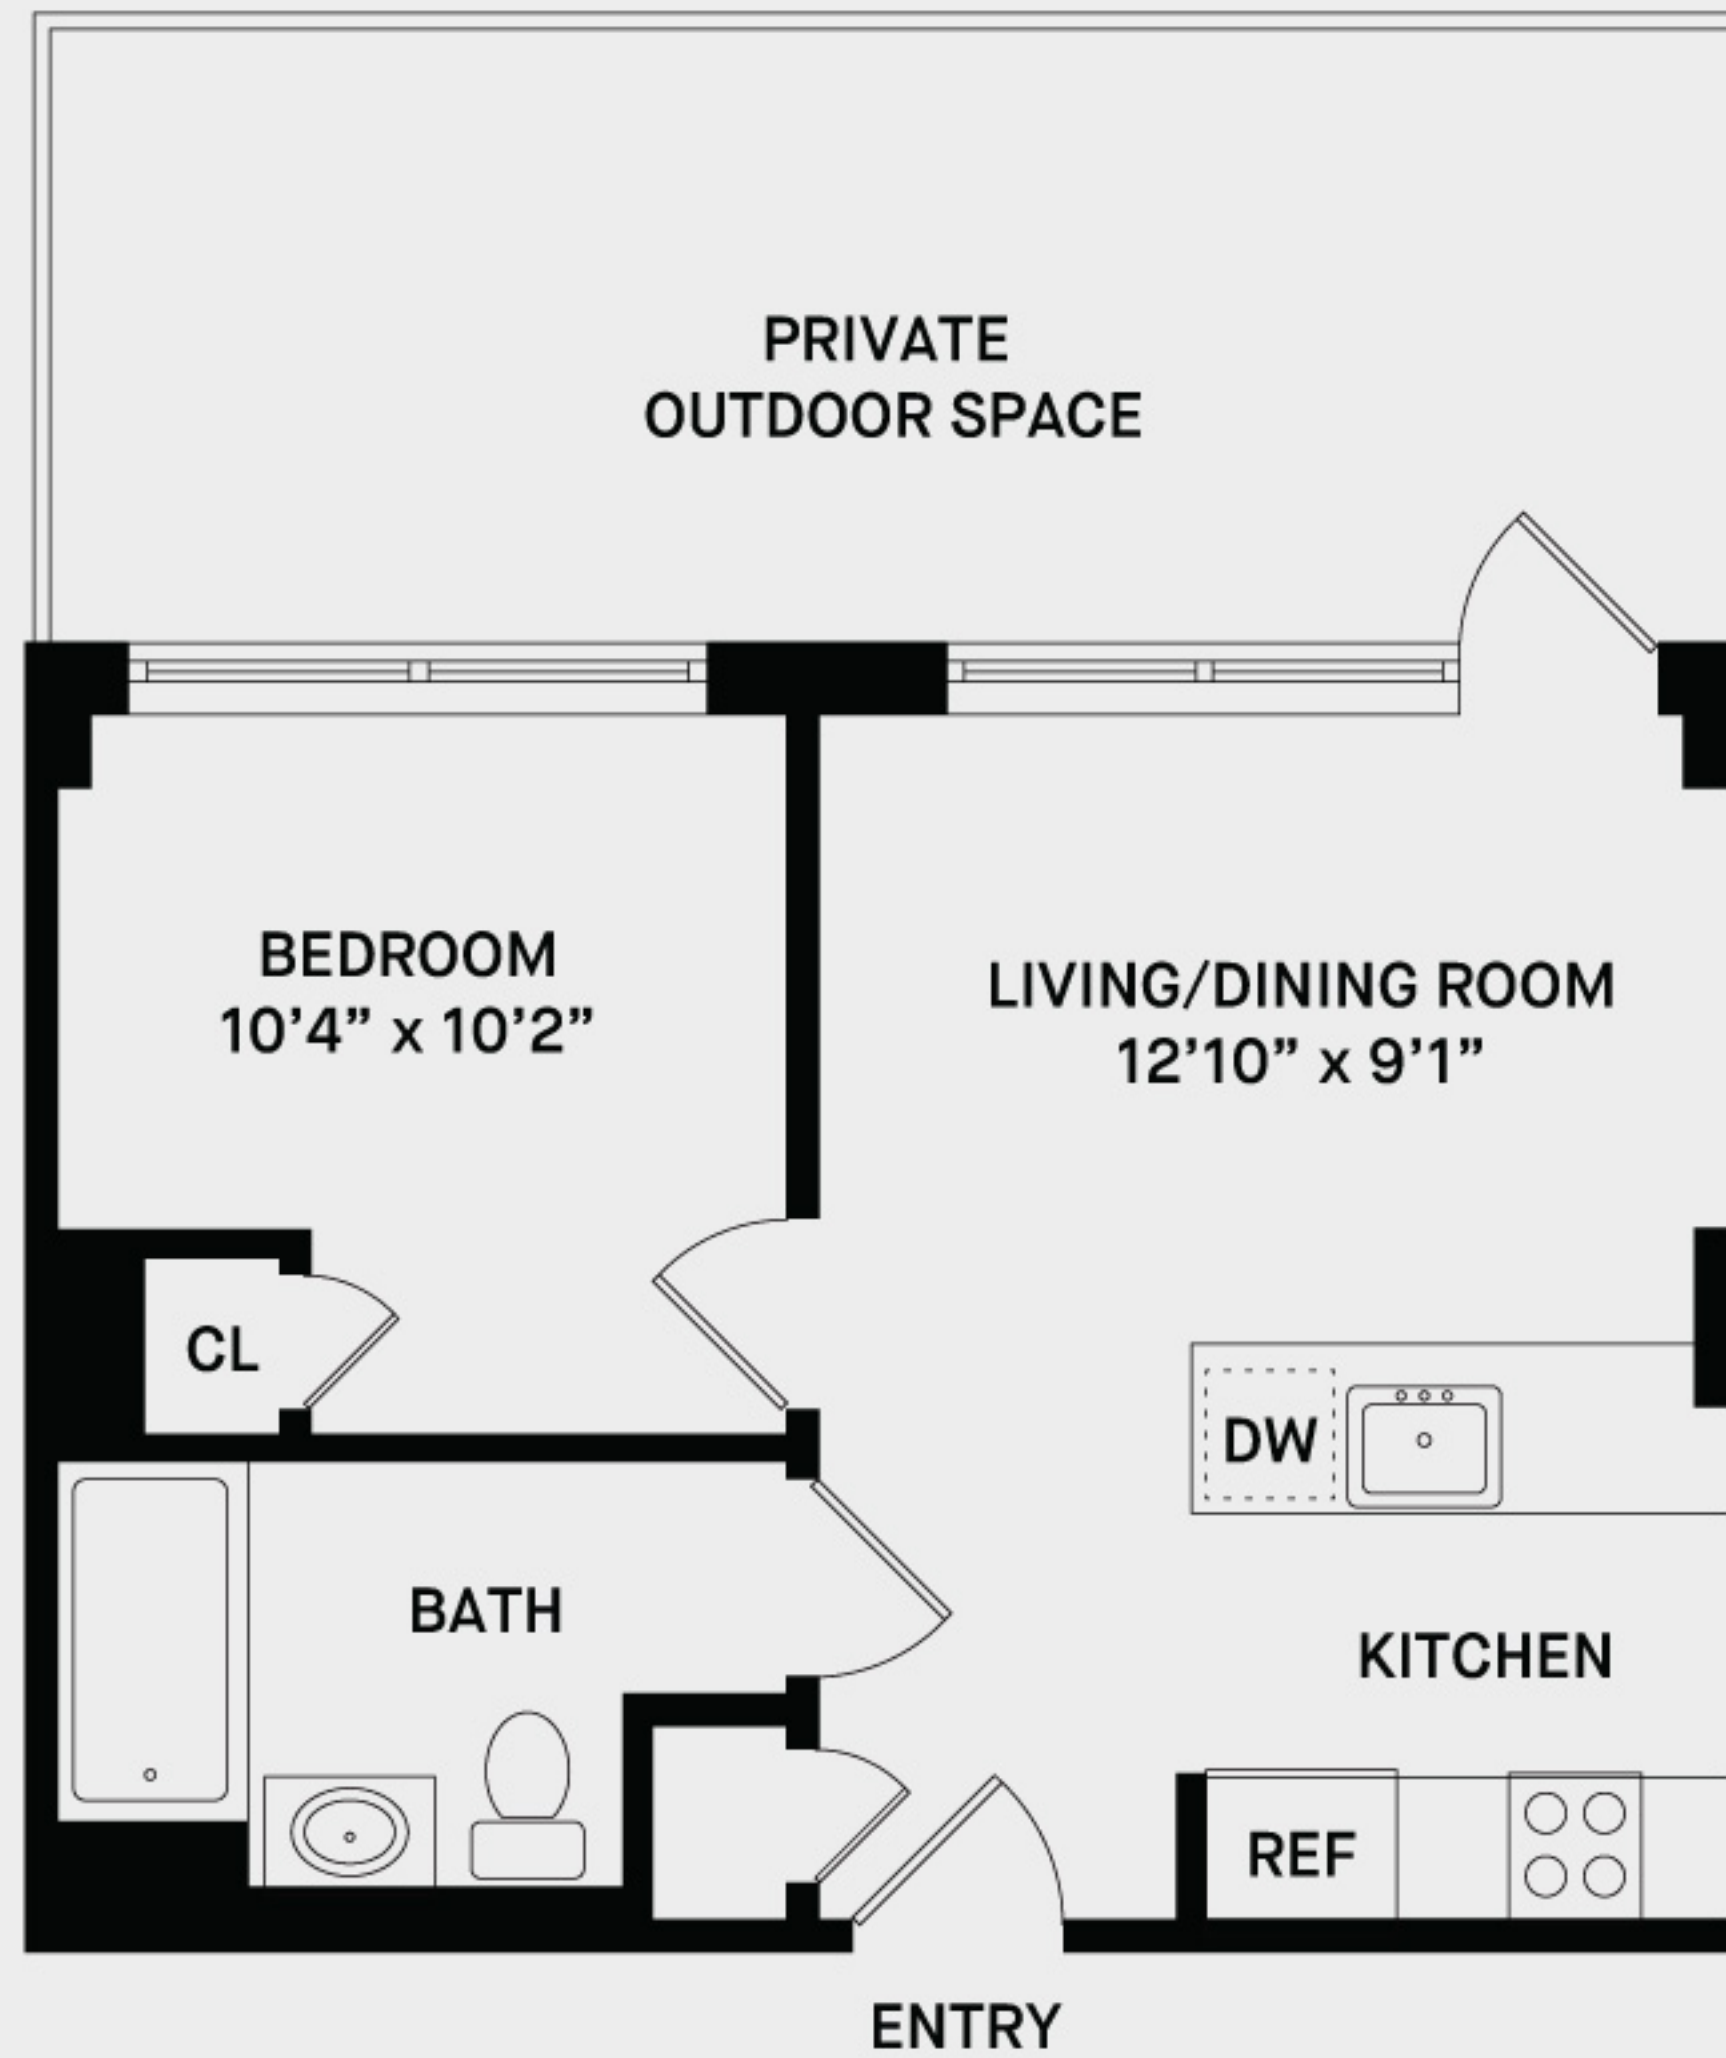 PRIVATE
OUTDOOR SPACE
BEDROOM
10’4” x 10’2”
LIVING/DINING ROOM
12’10” x 9’1”
CL
DW
BATH
KITCHEN
REF
ENTRY